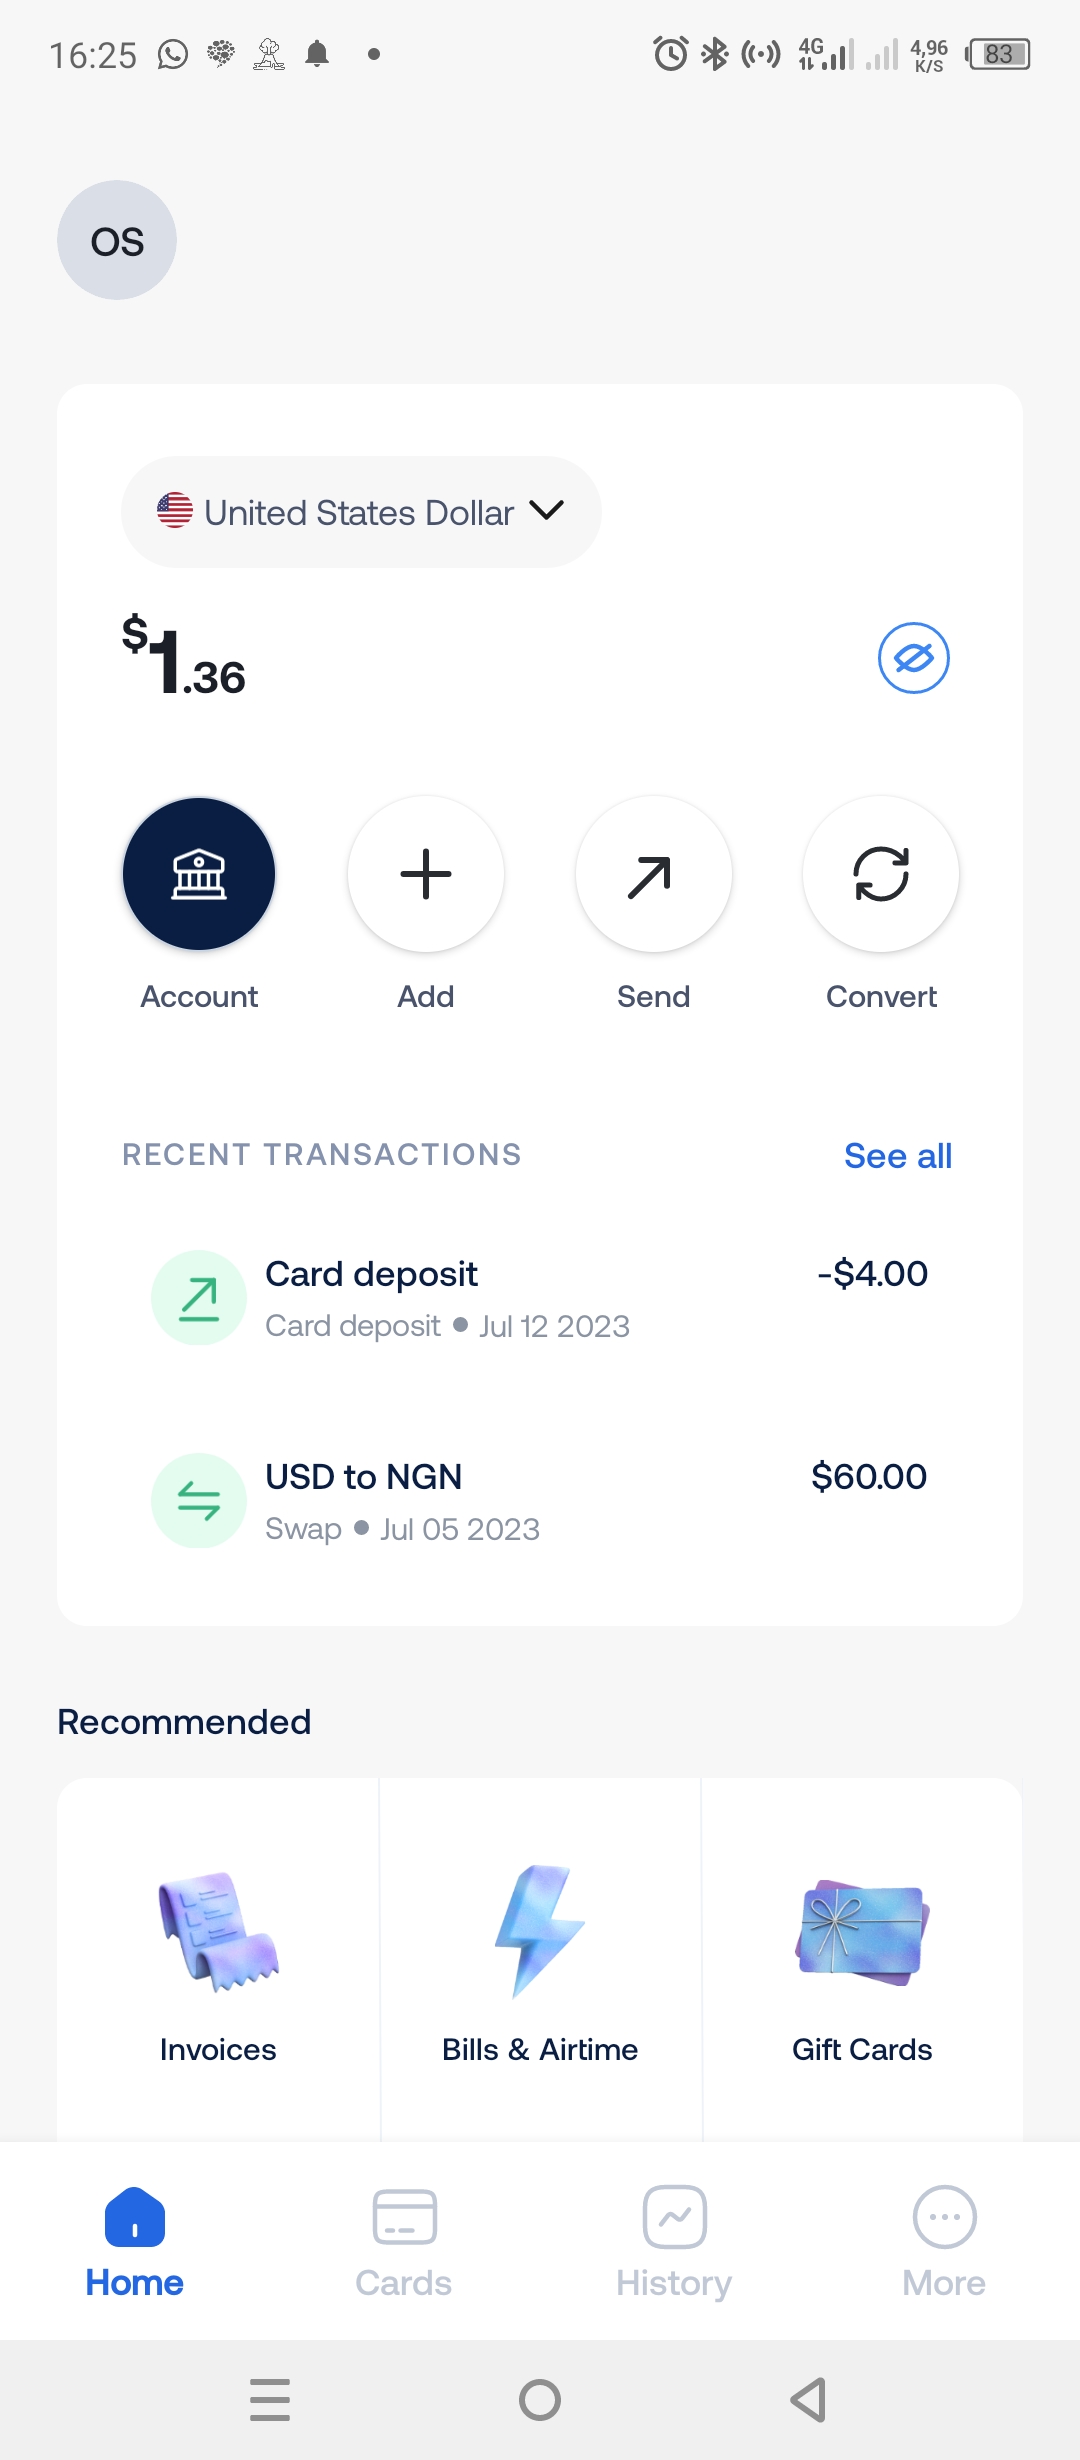 16:25 4G 4,96 K/S 83
OS
United States Dollar
$1.36
Account Add Send Convert
RECENT TRANSACTIONS See all
Card deposit -$4.00
Card deposit ● Jul 12 2023
USD to NGN $60.00
Swap ● Jul 05 2023
Recommended
Invoices Bills & Airtime Gift Cards
Home Cards History More